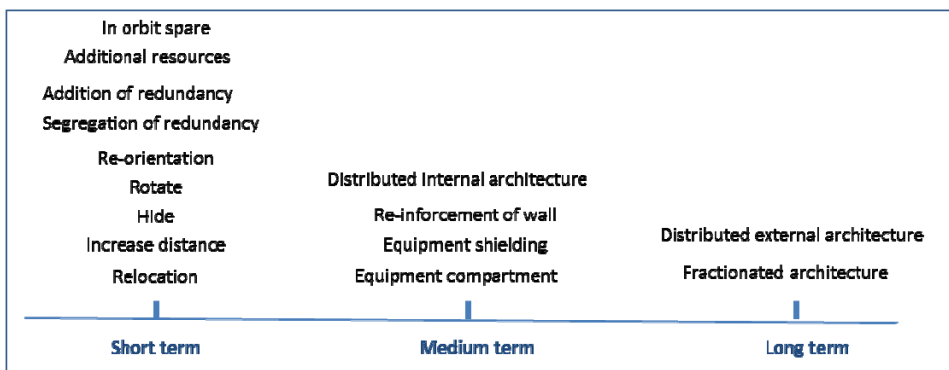 In orbit spare
Additional resources
Addition of redundancy
Segregation of redundancy
Re-orientation
Rotate
Hide
Increase distance
Relocation
Distributed internal architecture
Re-inforcement of wall
Equipment shielding
Equipment compartment
Distributed external architecture
Fractionated architecture
Short term
Medium term
Long term